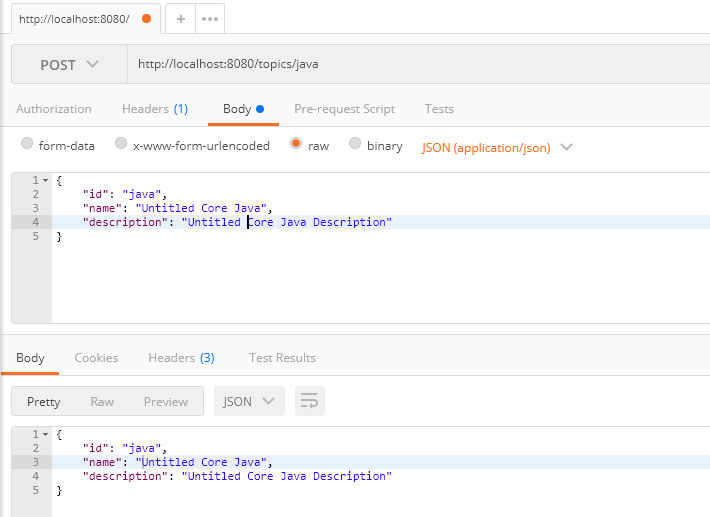 http://localhost:8080/ + •••
POST http://localhost:8080/topics/java
Authorization Headers (1) Body Pre-request Script Tests
form-data x-www-form-urlencoded raw binary JSON (application/json)
1 {
2 "id": "java",
3 "name": "Untitled Core Java",
4 "description": "Untitled Core Java Description"
5 }
Body Cookies Headers (3) Test Results
Pretty Raw Preview JSON
1 {
2 "id": "java",
3 "name": "Untitled Core Java",
4 "description": "Untitled Core Java Description"
5 }